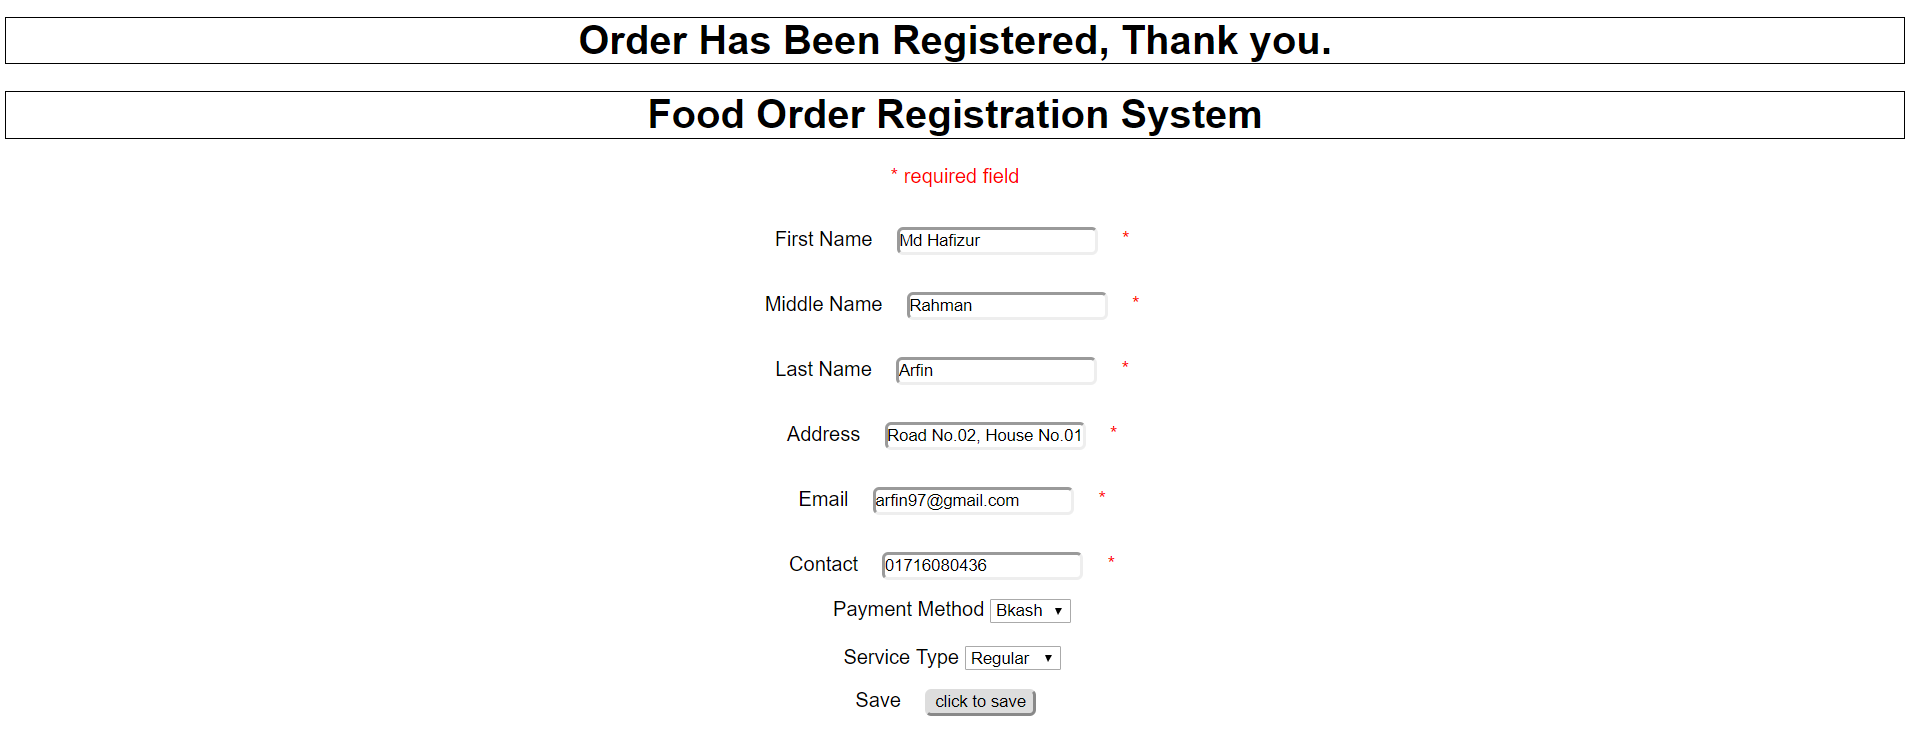 Order Has Been Registered, Thank you.
Food Order Registration System
* required field
First Name Md Hafizur *
Middle Name Rahman *
Last Name Arfin *
Address Road No.02, House No.01 *
Email arfin97@gmail.com *
Contact 01716080436 *
Payment Method Bkash
Service Type Regular
Save click to save